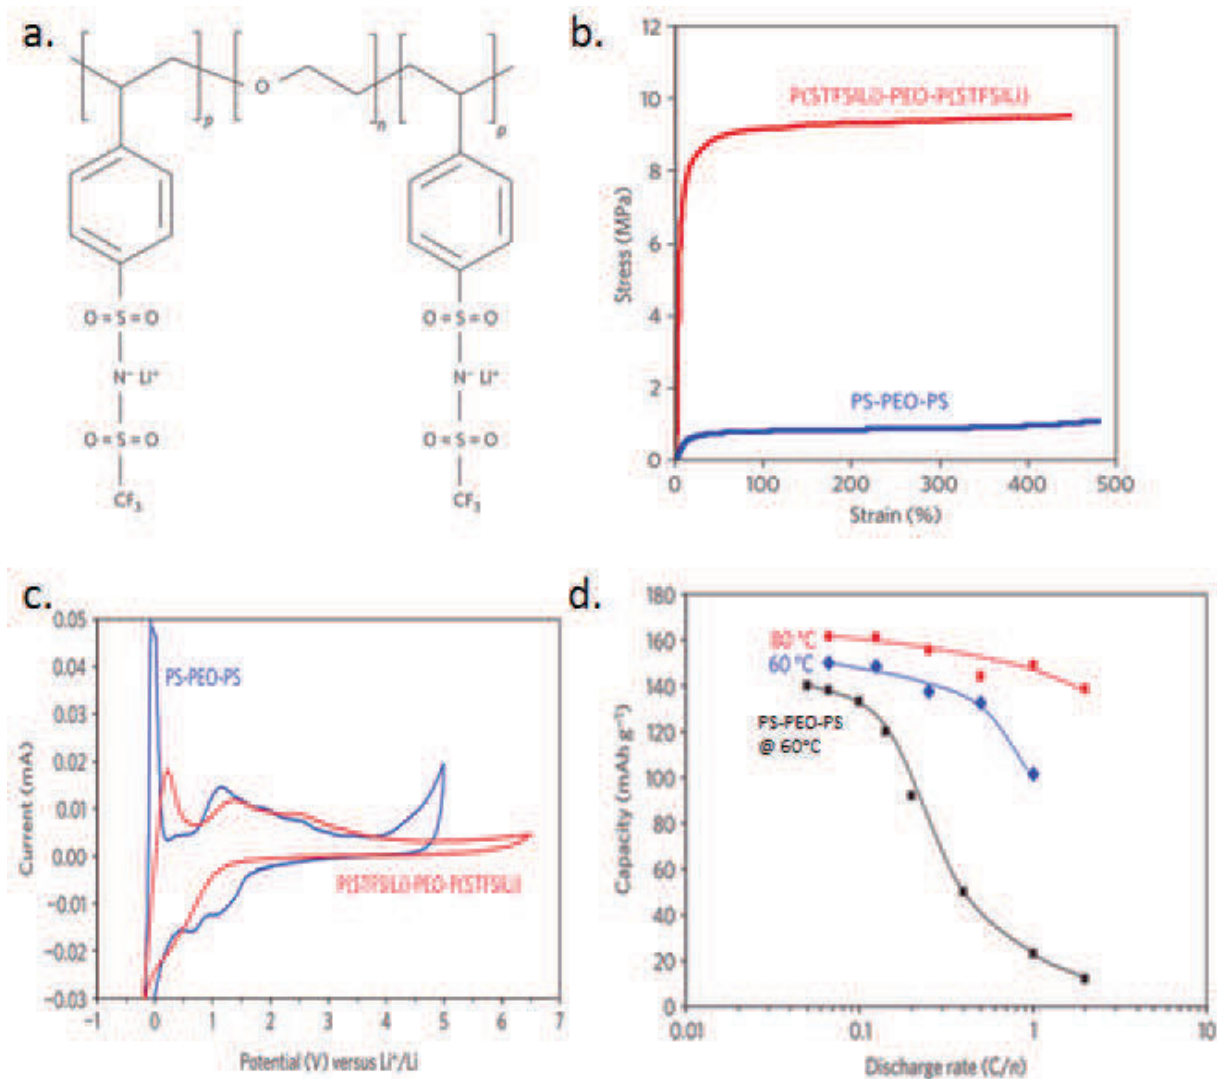 a.
p
O
n
p
O=S=O O=S=O
N⁻ Li⁺ N⁻ Li⁺
O=S=O O=S=O
CF₃ CF₃
b.
12
10
8
6
4
2
0
Stress (MPa)
P(STFSILi)-PEO-P(STFSILi)
PS-PEO-PS
0 100 200 300 400 500
Strain (%)
c.
0.05
0.04
0.03
0.02
0.01
0.00
−0.01
−0.02
−0.03
Current (mA)
PS-PEO-PS
P(STFSILi)-PEO-P(STFSILi)
−1 0 1 2 3 4 5 6 7
Potential (V) versus Li⁺/Li
d.
180
160
140
120
100
80
60
40
20
0
Capacity (mAh g⁻¹)
80 °C
60 °C
PS-PEO-PS
@ 60°C
0.01 0.1 1 10
Discharge rate (C/n)